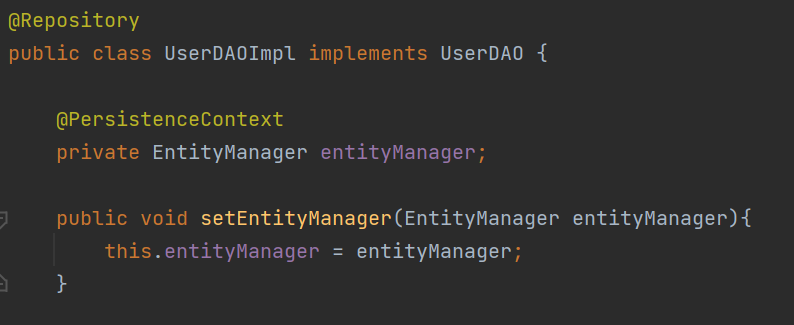 @Repository
public class UserDAOImpl implements UserDAO {
@PersistenceContext
private EntityManager entityManager;
public void setEntityManager(EntityManager entityManager){
this.entityManager = entityManager;
}